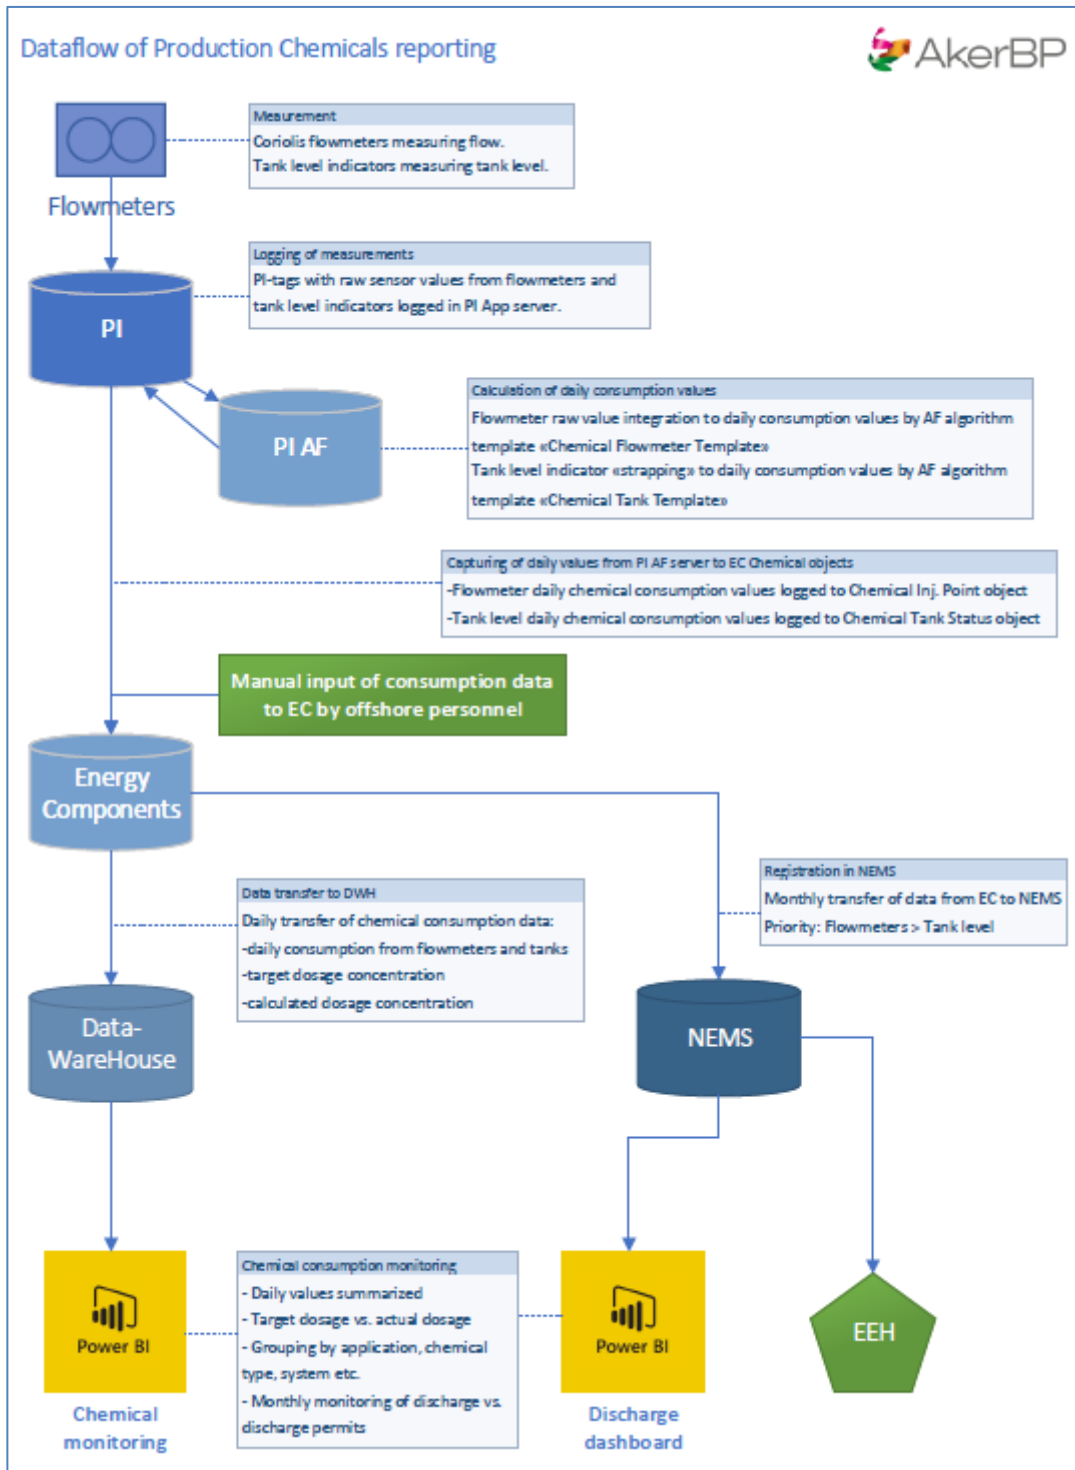 Dataflow of Production Chemicals reporting
AkerBP
Measurement
Coriolis flowmeters measuring flow.
Tank level indicators measuring tank level.
Flowmeters
Logging of measurements
PI-tags with raw sensor values from flowmeters and
tank level indicators logged in PI App server.
PI
Calculation of daily consumption values
Flowmeter raw value integration to daily consumption values by AF algorithm
template «Chemical Flowmeter Template»
Tank level indicator «strapping» to daily consumption values by AF algorithm
template «Chemical Tank Template»
PI AF
Capturing of daily values from PI AF server to EC Chemical objects
-Flowmeter daily chemical consumption values logged to Chemical Inj. Point object
-Tank level daily chemical consumption values logged to Chemical Tank Status object
Manual input of consumption data
to EC by offshore personnel
Energy
Components
Data transfer to DWH
Daily transfer of chemical consumption data:
-daily consumption from flowmeters and tanks
-target dosage concentration
-calculated dosage concentration
Registration in NEMS
Monthly transfer of data from EC to NEMS
Priority: Flowmeters > Tank level
Data-
WareHouse
NEMS
Chemical consumption monitoring
- Daily values summarized
- Target dosage vs. actual dosage
- Grouping by application, chemical
type, system etc.
- Monthly monitoring of discharge vs.
discharge permits
Power BI
Chemical
monitoring
Power BI
Discharge
dashboard
EEH